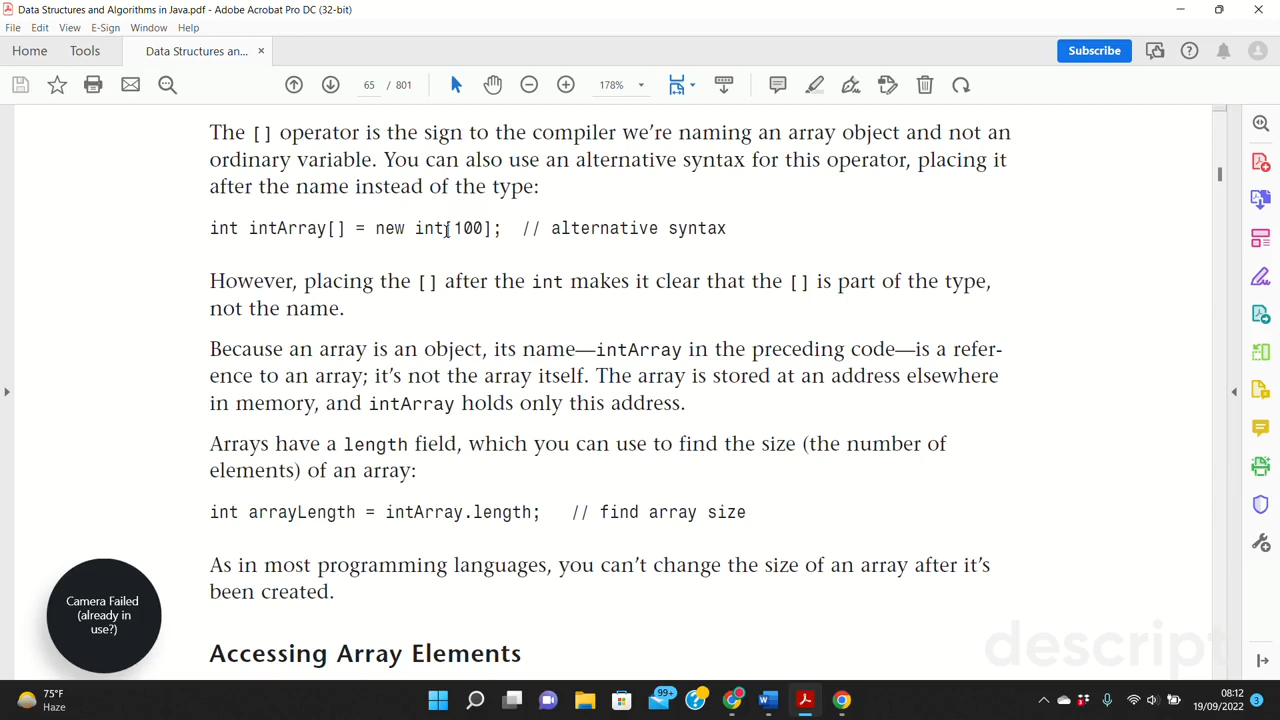 Data Structures and Algorithms in Java.pdf - Adobe Acrobat Pro DC (32-bit)
File Edit View E-Sign Window Help
Home Tools Data Structures an... × Subscribe
65 / 801 178%
The [] operator is the sign to the compiler we're naming an array object and not an
ordinary variable. You can also use an alternative syntax for this operator, placing it
after the name instead of the type:
int intArray[] = new int[100]; // alternative syntax
However, placing the [] after the int makes it clear that the [] is part of the type,
not the name.
Because an array is an object, its name—intArray in the preceding code—is a refer-
ence to an array; it's not the array itself. The array is stored at an address elsewhere
in memory, and intArray holds only this address.
Arrays have a length field, which you can use to find the size (the number of
elements) of an array:
int arrayLength = intArray.length; // find array size
As in most programming languages, you can't change the size of an array after it's
been created.
Camera Failed
(already in
use?)
Accessing Array Elements
descript
75°F
Haze
99+
08:12
19/09/2022
3